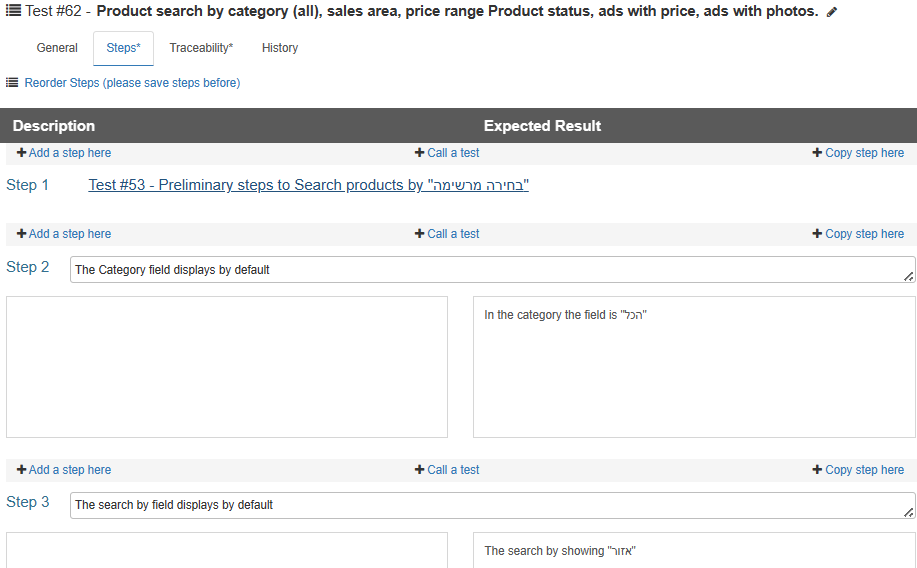 Test #62 - Product search by category (all), sales area, price range Product status, ads with price, ads with photos.
General Steps* Traceability* History
Reorder Steps (please save steps before)
Description Expected Result
Add a step here Call a test Copy step here
Step 1 Test #53 - Preliminary steps to Search products by "בחירה מרשימה"
Add a step here Call a test Copy step here
Step 2 The Category field displays by default
In the category the field is "הכל"
Add a step here Call a test Copy step here
Step 3 The search by field displays by default
The search by showing "אזור"